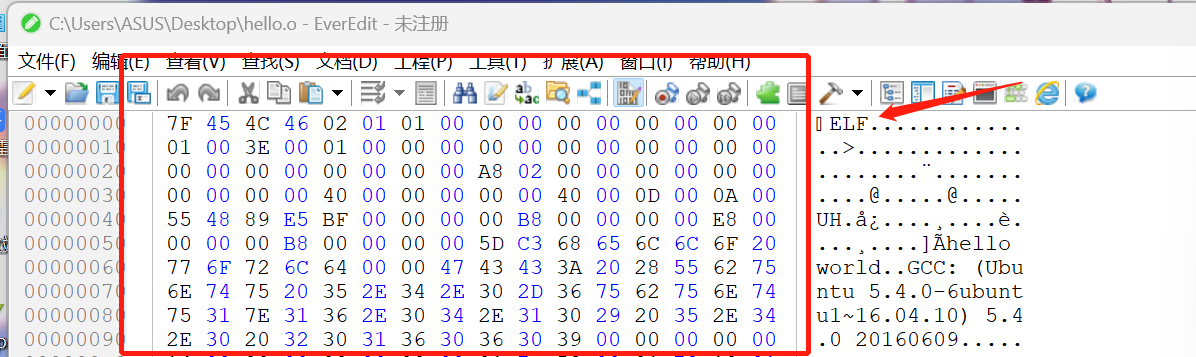 C:\Users\ASUS\Desktop\hello.o - EverEdit - 未注册
文件(F) 编辑(E) 查看(V) 查找(S) 文档(D) 工程(P) 工具(T) 扩展(A) 窗口(I) 帮助(H)
00000000 7F 45 4C 46 02 01 01 00 00 00 00 00 00 00 00 00 ELF............
00000010 01 00 3E 00 01 00 00 00 00 00 00 00 00 00 00 00 ..>.............
00000020 00 00 00 00 00 00 00 00 A8 02 00 00 00 00 00 00 ........¨.......
00000030 00 00 00 00 40 00 00 00 00 00 40 00 0D 00 0A 00 ....@.....@.....
00000040 55 48 89 E5 BF 00 00 00 00 B8 00 00 00 00 E8 00 UH.å¿....¸....è.
00000050 00 00 00 B8 00 00 00 00 5D C3 68 65 6C 6C 6F 20 ...¸....]Ãhello
00000060 77 6F 72 6C 64 00 00 47 43 43 3A 20 28 55 62 75 world..GCC: (Ubu
00000070 6E 74 75 20 35 2E 34 2E 30 2D 36 75 62 75 6E 74 ntu 5.4.0-6ubunt
00000080 75 31 7E 31 36 2E 30 34 2E 31 30 29 20 35 2E 34 u1~16.04.10) 5.4
00000090 2E 30 20 32 30 31 36 30 36 30 39 00 00 00 00 00 .0 20160609.....